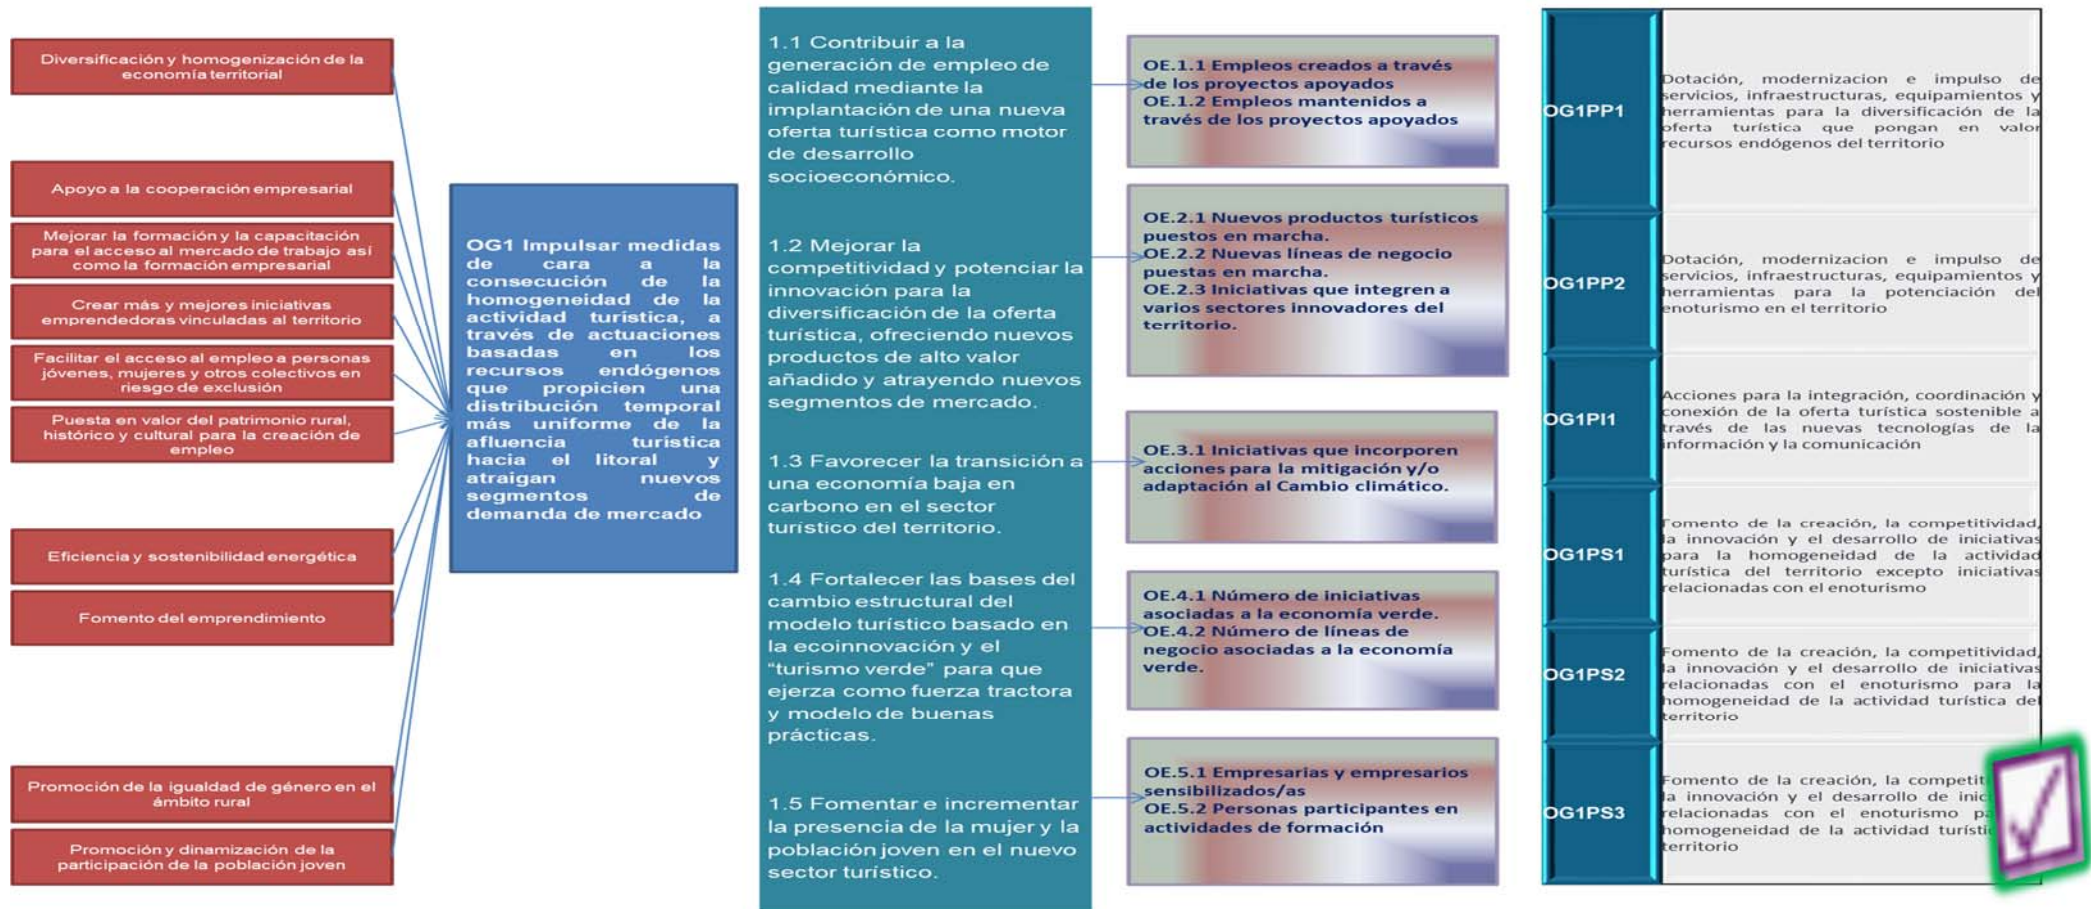 Diversificación y homogenización de la
economía territorial
Apoyo a la cooperación empresarial
Mejorar la formación y la capacitación
para el acceso al mercado de trabajo así
como la formación empresarial
Crear más y mejores iniciativas
emprendedoras vinculadas al territorio
Facilitar el acceso al empleo a personas
jóvenes, mujeres y otros colectivos en
riesgo de exclusión
Puesta en valor del patrimonio rural,
histórico y cultural para la creación de
empleo
Eficiencia y sostenibilidad energética
Fomento del emprendimiento
Promoción de la igualdad de género en el
ámbito rural
Promoción y dinamización de la
participación de la población joven
OG1 Impulsar medidas
de cara a la
consecución de la
homogeneidad de la
actividad turística, a
través de actuaciones
basadas en los
recursos endógenos
que propicien una
distribución temporal
más uniforme de la
afluencia turística
hacia el litoral y
atraigan nuevos
segmentos de
demanda de mercado
1.1 Contribuir a la
generación de empleo de
calidad mediante la
implantación de una nueva
oferta turística como motor
de desarrollo
socioeconómico.
1.2 Mejorar la
competitividad y potenciar la
innovación para la
diversificación de la oferta
turística, ofreciendo nuevos
productos de alto valor
añadido y atrayendo nuevos
segmentos de mercado.
1.3 Favorecer la transición a
una economía baja en
carbono en el sector
turístico del territorio.
1.4 Fortalecer las bases del
cambio estructural del
modelo turístico basado en
la ecoinnovación y el
“turismo verde” para que
ejerza como fuerza tractora
y modelo de buenas
prácticas.
1.5 Fomentar e incrementar
la presencia de la mujer y la
población joven en el nuevo
sector turístico.
OE.1.1 Empleos creados a través
de los proyectos apoyados
OE.1.2 Empleos mantenidos a
través de los proyectos apoyados
OE.2.1 Nuevos productos turísticos
puestos en marcha.
OE.2.2 Nuevas líneas de negocio
puestas en marcha.
OE.2.3 Iniciativas que integren a
varios sectores innovadores del
territorio.
OE.3.1 Iniciativas que incorporen
acciones para la mitigación y/o
adaptación al Cambio climático.
OE.4.1 Número de iniciativas
asociadas a la economía verde.
OE.4.2 Número de líneas de
negocio asociadas a la economía
verde.
OE.5.1 Empresarias y empresarios
sensibilizados/as
OE.5.2 Personas participantes en
actividades de formación
OG1PP1
Dotación, modernizacion e impulso de
servicios, infraestructuras, equipamientos y
herramientas para la diversificación de la
oferta turística que pongan en valor
recursos endógenos del territorio
OG1PP2
Dotación, modernizacion e impulso de
servicios, infraestructuras, equipamientos y
herramientas para la potenciación del
enoturismo en el territorio
OG1PI1
Acciones para la integración, coordinación y
conexión de la oferta turística sostenible a
través de las nuevas tecnologías de la
información y la comunicación
OG1PS1
Fomento de la creación, la competitividad,
la innovación y el desarrollo de iniciativas
para la homogeneidad de la actividad
turística del territorio excepto iniciativas
relacionadas con el enoturismo
OG1PS2
Fomento de la creación, la competitividad,
la innovación y el desarrollo de iniciativas
relacionadas con el enoturismo para la
homogeneidad de la actividad turística del
territorio
OG1PS3
Fomento de la creación, la
la innovación y el desarrollo de
relacionadas con el enoturismo
homogeneidad de la actividad
territorio